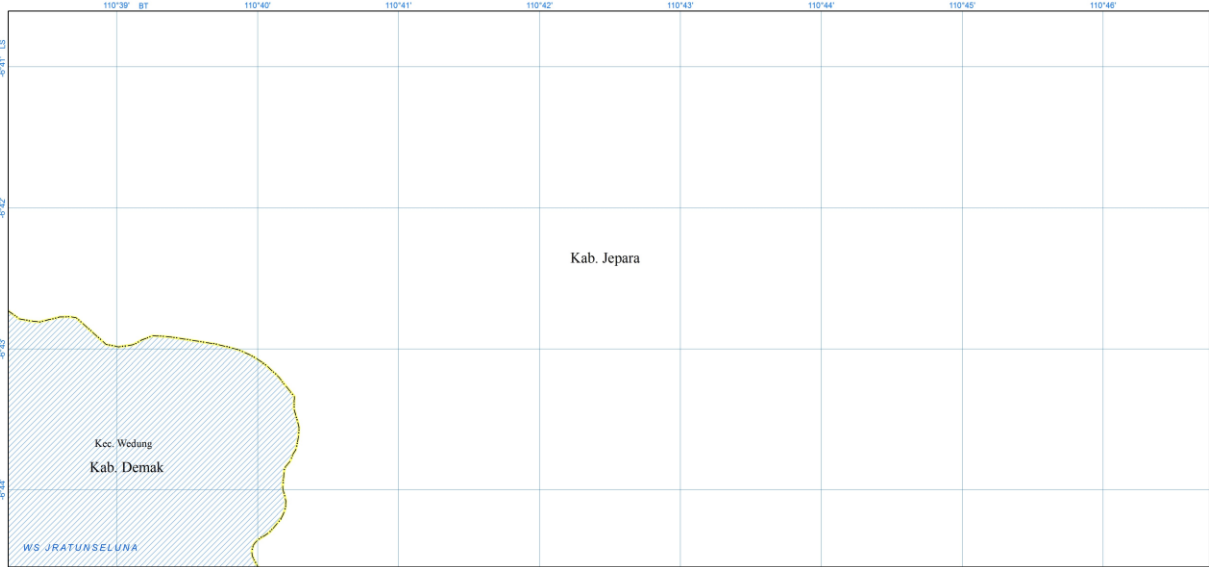 110°39' BT
110°40'
110°41'
110°42'
110°43'
110°44'
110°45'
110°46'
-6°41' LS
-6°42'
Kab. Jepara
-6°43'
Kec. Wedung
Kab. Demak
-6°44'
WS JRATUNSELUNA